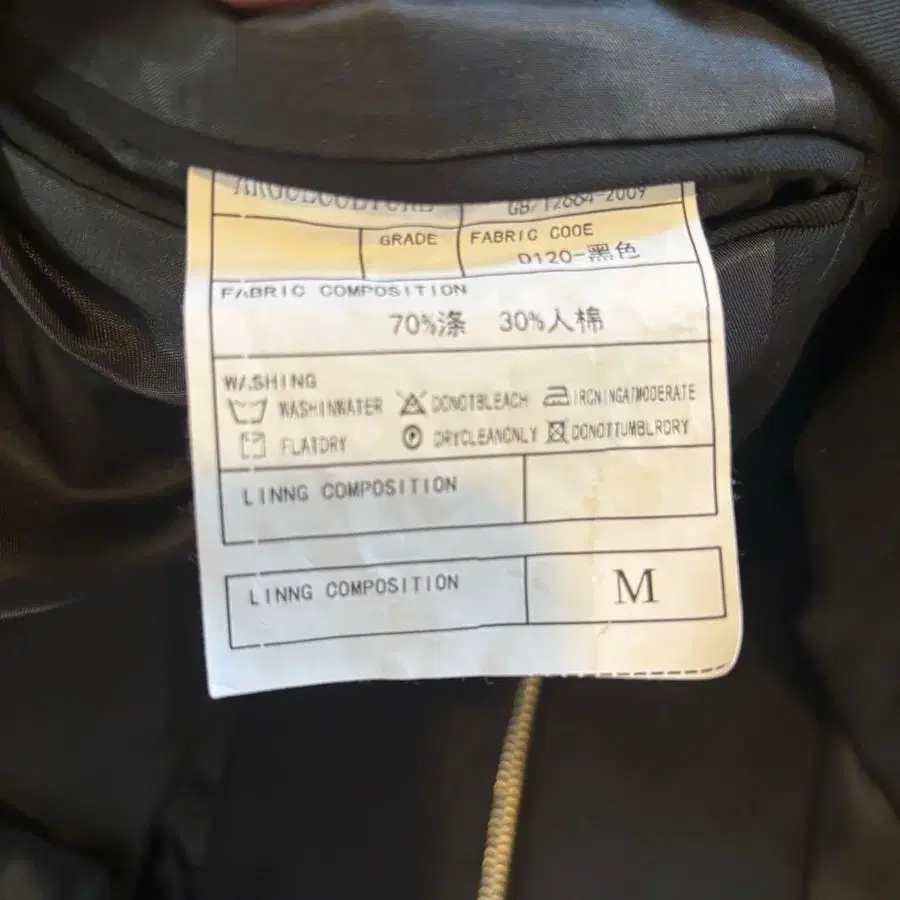 GB/T2664-2009
GRADE
FABRIC COOE
D120-黑色
FABRIC COMPOSITION
70%涤 30%人棉
WASHING
WASHINWATER DONOTBLEACH IRONINGATMODERATE
FLATDRY DRYCLEANONLY DONOTTUMBLRDRY
LINNG COMPOSITION
LINNG COMPOSITION M